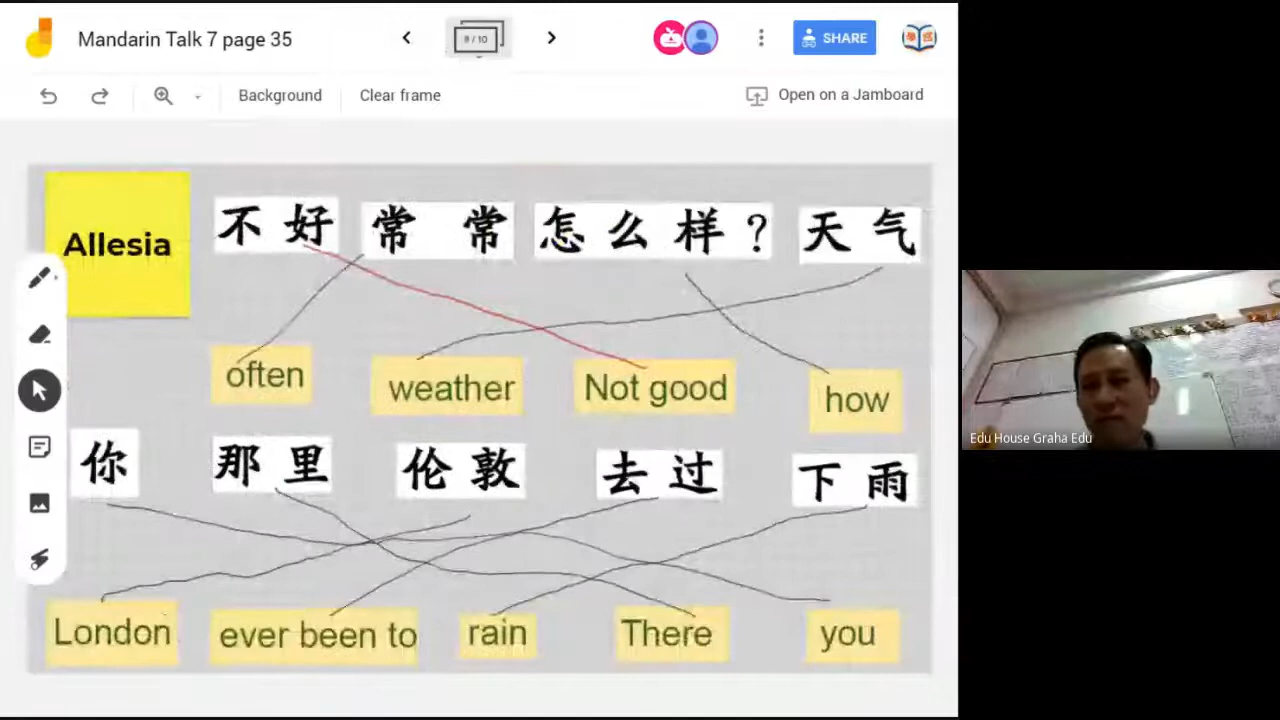 Mandarin Talk 7 page 35
9 / 10
SHARE
Background
Clear frame
Open on a Jamboard
Allesia
不好 常 常 怎么样? 天气
often weather Not good how
你 那里 伦敦 去过 下雨
London ever been to rain There you
Edu House Graha Edu